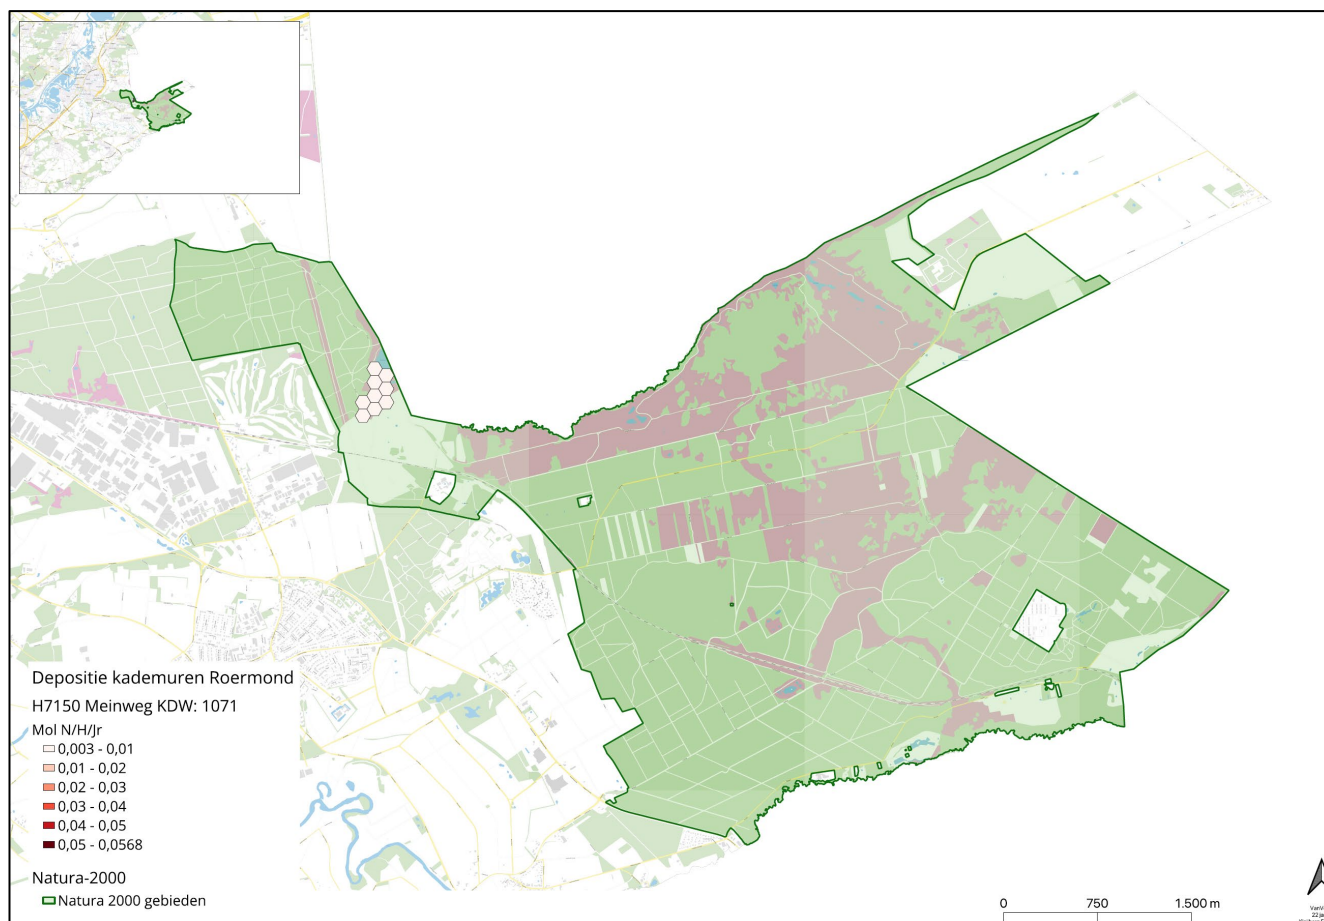 Depositie kademuren Roermond
H7150 Meinweg KDW: 1071
Mol N/H/Jr
0,003 - 0,01
0,01 - 0,02
0,02 - 0,03
0,03 - 0,04
0,04 - 0,05
0,05 - 0,0568
Natura-2000
Natura 2000 gebieden
0 750 1.500 m